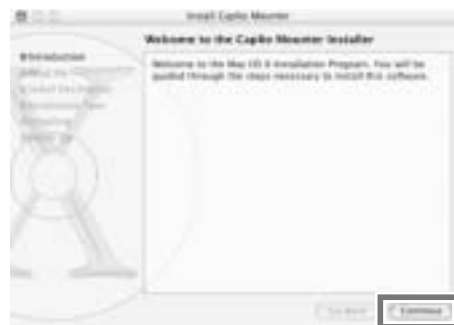 Install Caplio Mounter
Welcome to the Caplio Mounter Installer
Introduction
Welcome to the Mac OS X Installation Program. You will be
guided through the steps necessary to install this software.
Go Back
Continue